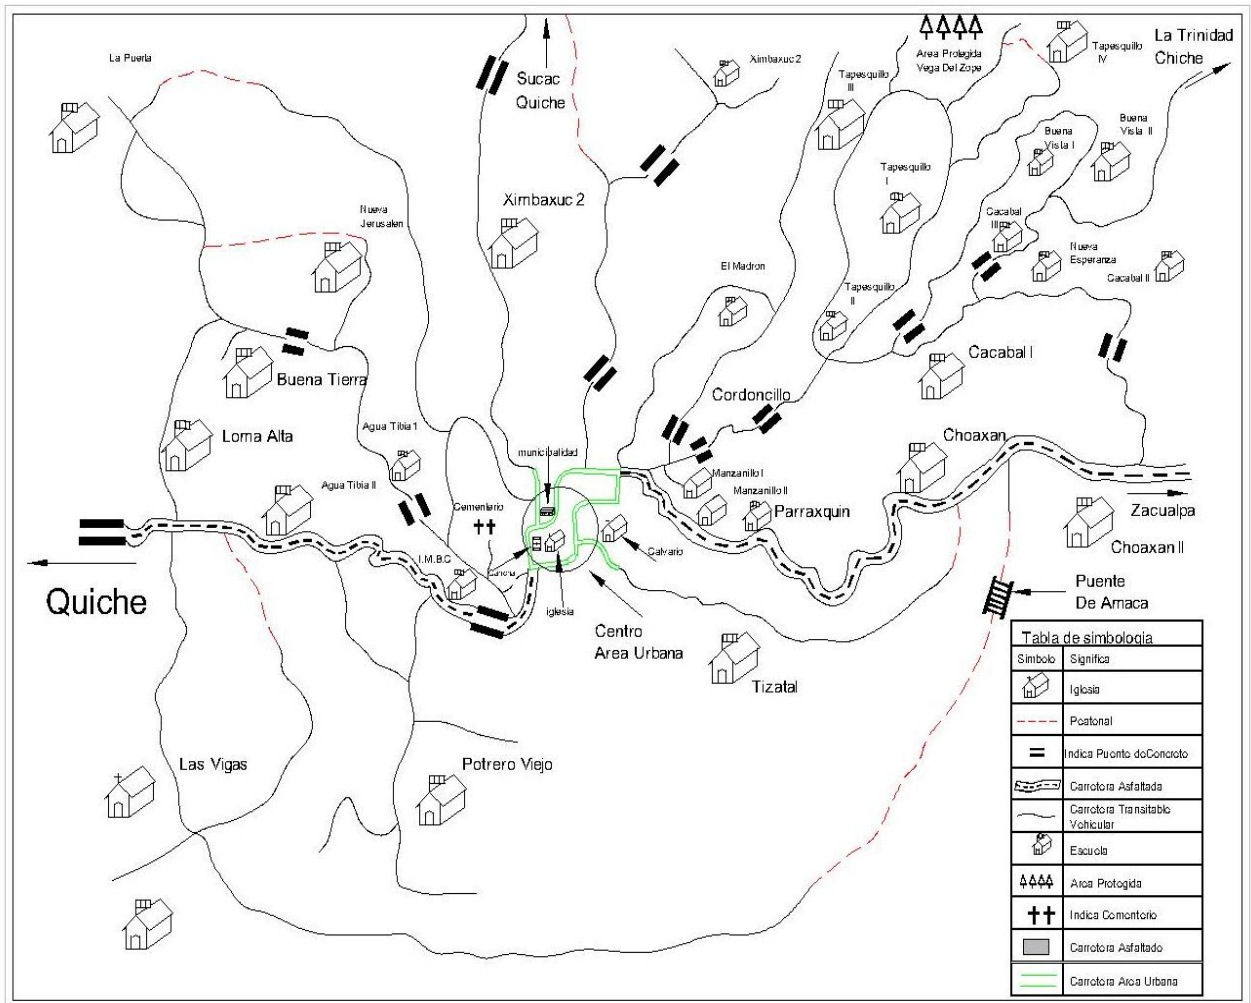 La Trinidad
Chiche
Tapesquillo
IV
Area Protegida
Vega Del Zope
La Puerta
Ximbaxuc 2
Sucac
Quiche
Tapesquillo
III
Buena
Vista I
Buena
Vista II
Tapesquillo
I
Ximbaxuc 2
Nueva
Jerusalen
Cacabal
III
Nueva
Esperanza
Cacabal II
El Madron
Tapesquillo
II
Cacabal I
Buena Tierra
Cordoncillo
Loma Alta
Agua Tibia 1
Choaxan
municipalidad
Manzanillo I
Agua Tibia II
Manzanillo II
Cementerio
Parraxquin
Zacualpa
Calvario
Choaxan II
I.M.B.C
cancha
Quiche
iglesia
Puente
De Amaca
Centro
Area Urbana
Tizatal
Las Vigas
Potrero Viejo
Tabla de simbologia
Simbolo Significa
Iglesia
Peatonal
Indica Puente deConcreto
Carretera Asfaltada
Carretera Transitable
Vehicular
Escuela
Area Protegida
Indica Cementerio
Carretera Asfaltado
Carretera Area Urbana